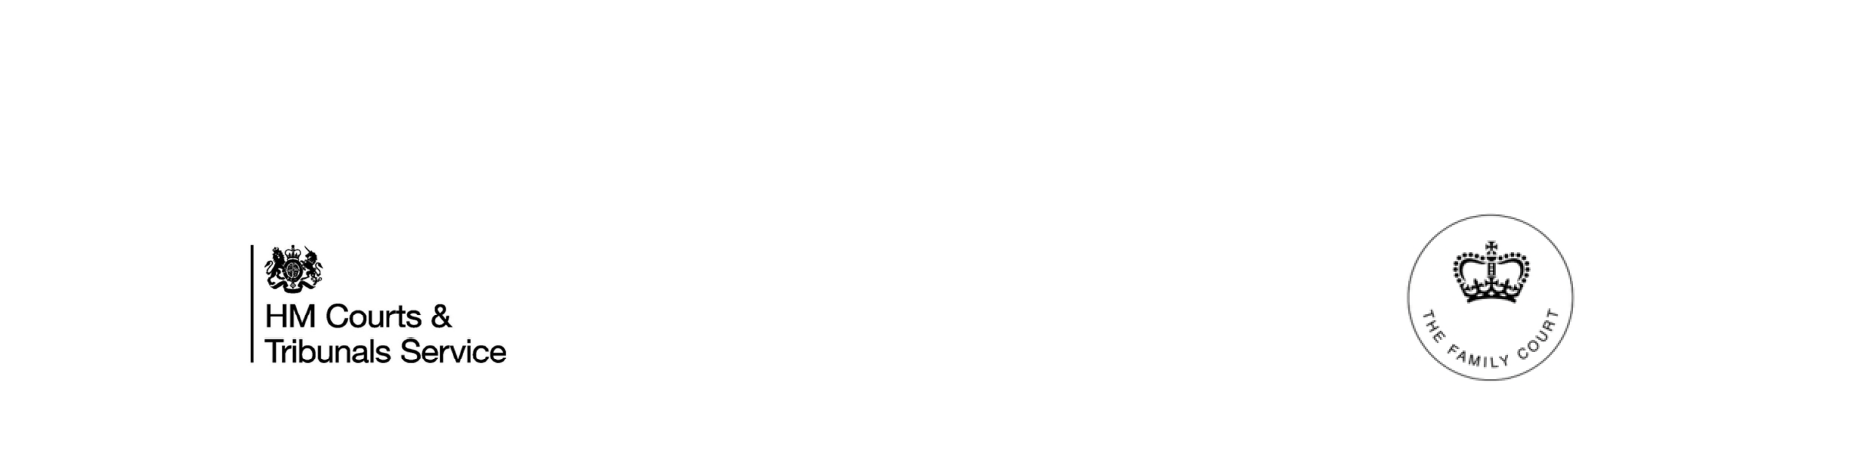 HM Courts &
Tribunals Service
THE FAMILY COURT